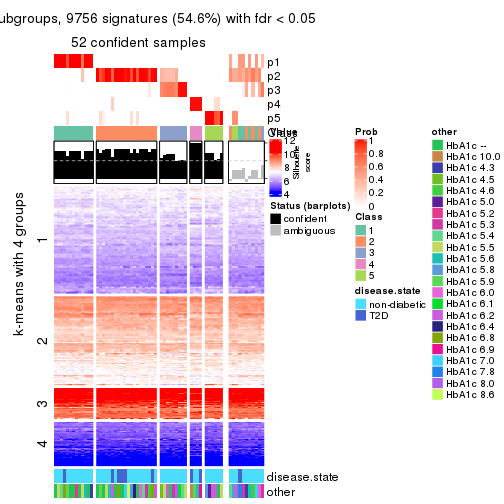 ubgroups, 9756 signatures (54.6%) with fdr < 0.05
52 confident samples
p1
p2
p3
p4
p5
Class
Silhouette
score
k-means with 4 groups
1
2
3
4
disease.state
other
Value
12
10
8
6
4
Status (barplots)
confident
ambiguous
Prob
1
0.8
0.6
0.4
0.2
0
Class
1
2
3
4
5
disease.state
non-diabetic
T2D
other
HbA1c --
HbA1c 10.0
HbA1c 4.3
HbA1c 4.5
HbA1c 4.6
HbA1c 5.0
HbA1c 5.2
HbA1c 5.3
HbA1c 5.4
HbA1c 5.5
HbA1c 5.6
HbA1c 5.8
HbA1c 5.9
HbA1c 6.0
HbA1c 6.1
HbA1c 6.2
HbA1c 6.4
HbA1c 6.8
HbA1c 6.9
HbA1c 7.0
HbA1c 7.8
HbA1c 8.0
HbA1c 8.6